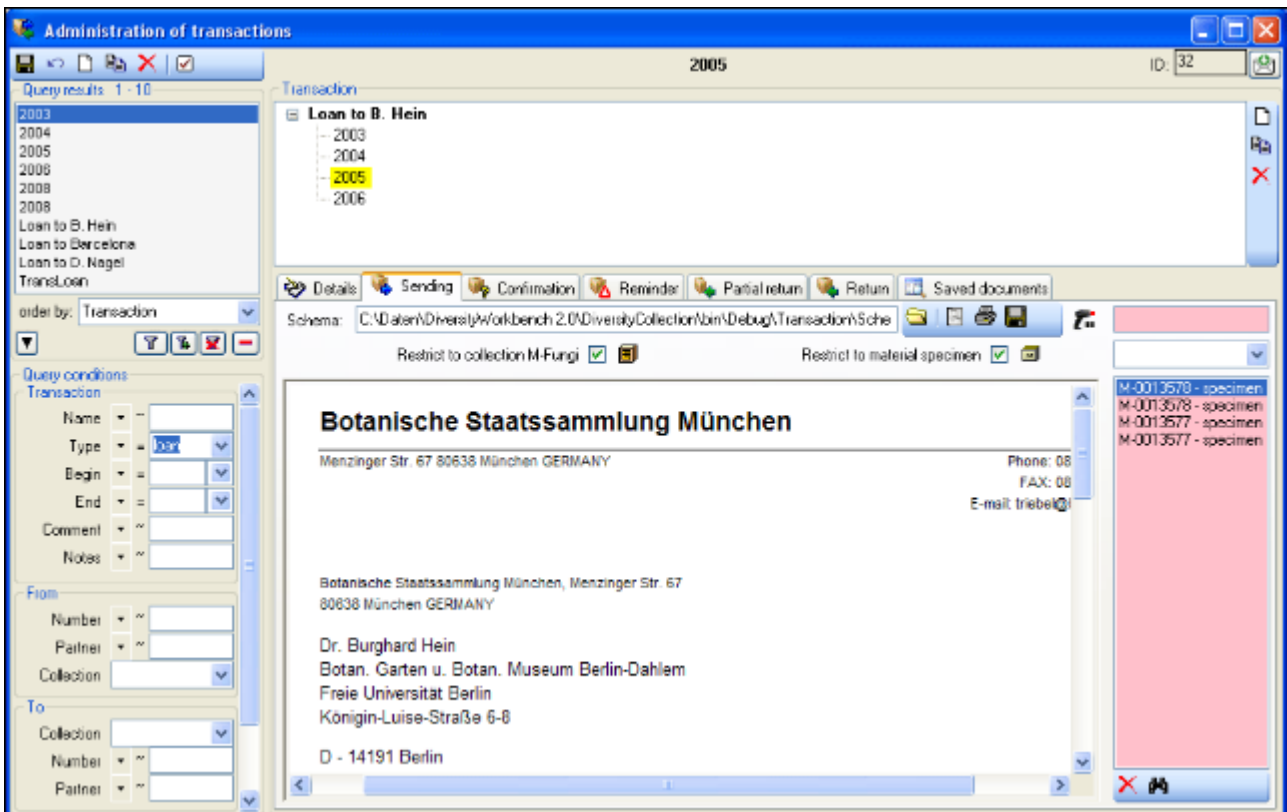 Administration of transactions
2005
ID: 32
Query results 1 - 10
2003
2004
2005
2006
2008
2008
Loan to B. Hein
Loan to Barcelona
Loan to D. Nagel
TransLoan
order by: Transaction
Query conditions
Transaction
Name ~
Type = loan
Begin =
End =
Comment ~
Notes ~
From
Number ~
Partner ~
Collection
To
Collection
Number ~
Partner ~
Transaction
Loan to B. Hein
2003
2004
2005
2006
Details Sending Confirmation Reminder Partial return Return Saved documents
Schema: C:\Daten\DiversityWorkbench 2.0\DiversityCollection\bin\Debug\Transaction\Sche
Restrict to collection M-Fungi Restrict to material specimen
Botanische Staatssammlung München
Menzinger Str. 67 80638 München GERMANY Phone: 08
FAX: 08
E-mail: triebel@
Botanische Staatssammlung München, Menzinger Str. 67
80638 München GERMANY
Dr. Burghard Hein
Botan. Garten u. Botan. Museum Berlin-Dahlem
Freie Universität Berlin
Königin-Luise-Straße 6-8
D - 14191 Berlin
M-0013578 - specimen
M-0013578 - specimen
M-0013577 - specimen
M-0013577 - specimen